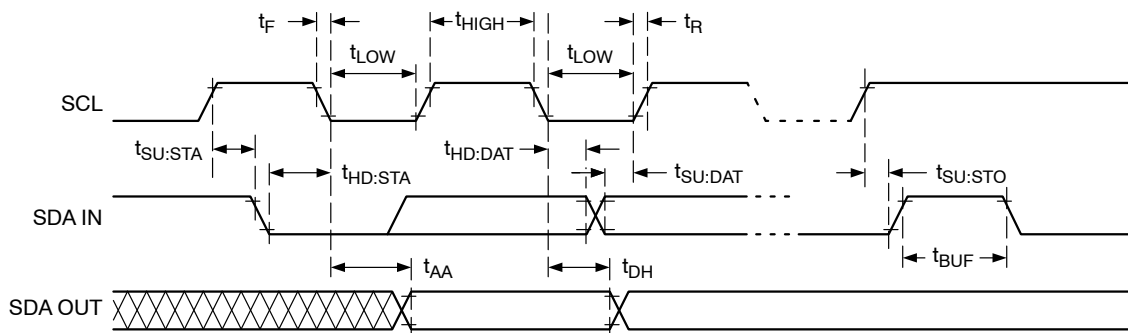 tF
tHIGH
tR
tLOW
tLOW
SCL
tSU:STA
tHD:STA
tHD:DAT
tSU:DAT
tSU:STO
SDA IN
tAA
tDH
tBUF
SDA OUT